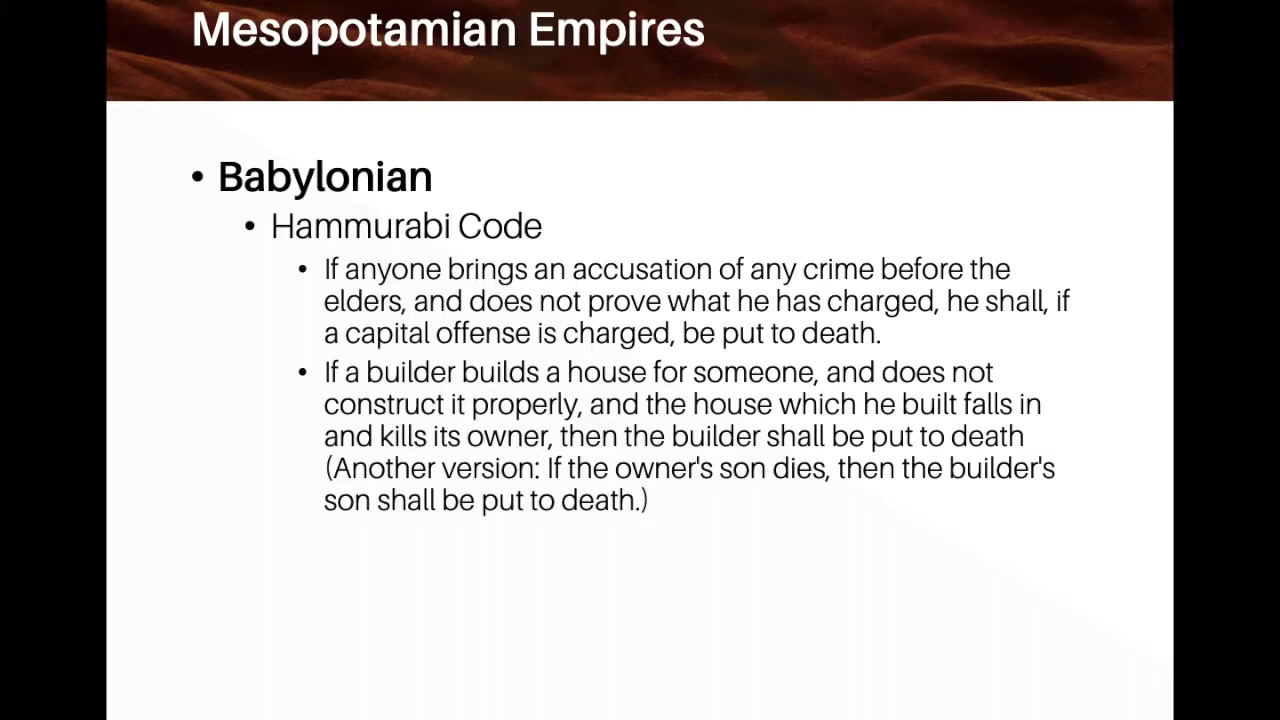 Mesopotamian Empires
• Babylonian
• Hammurabi Code
• If anyone brings an accusation of any crime before the
elders, and does not prove what he has charged, he shall, if
a capital offense is charged, be put to death.
• If a builder builds a house for someone, and does not
construct it properly, and the house which he built falls in
and kills its owner, then the builder shall be put to death
(Another version: If the owner's son dies, then the builder's
son shall be put to death.)